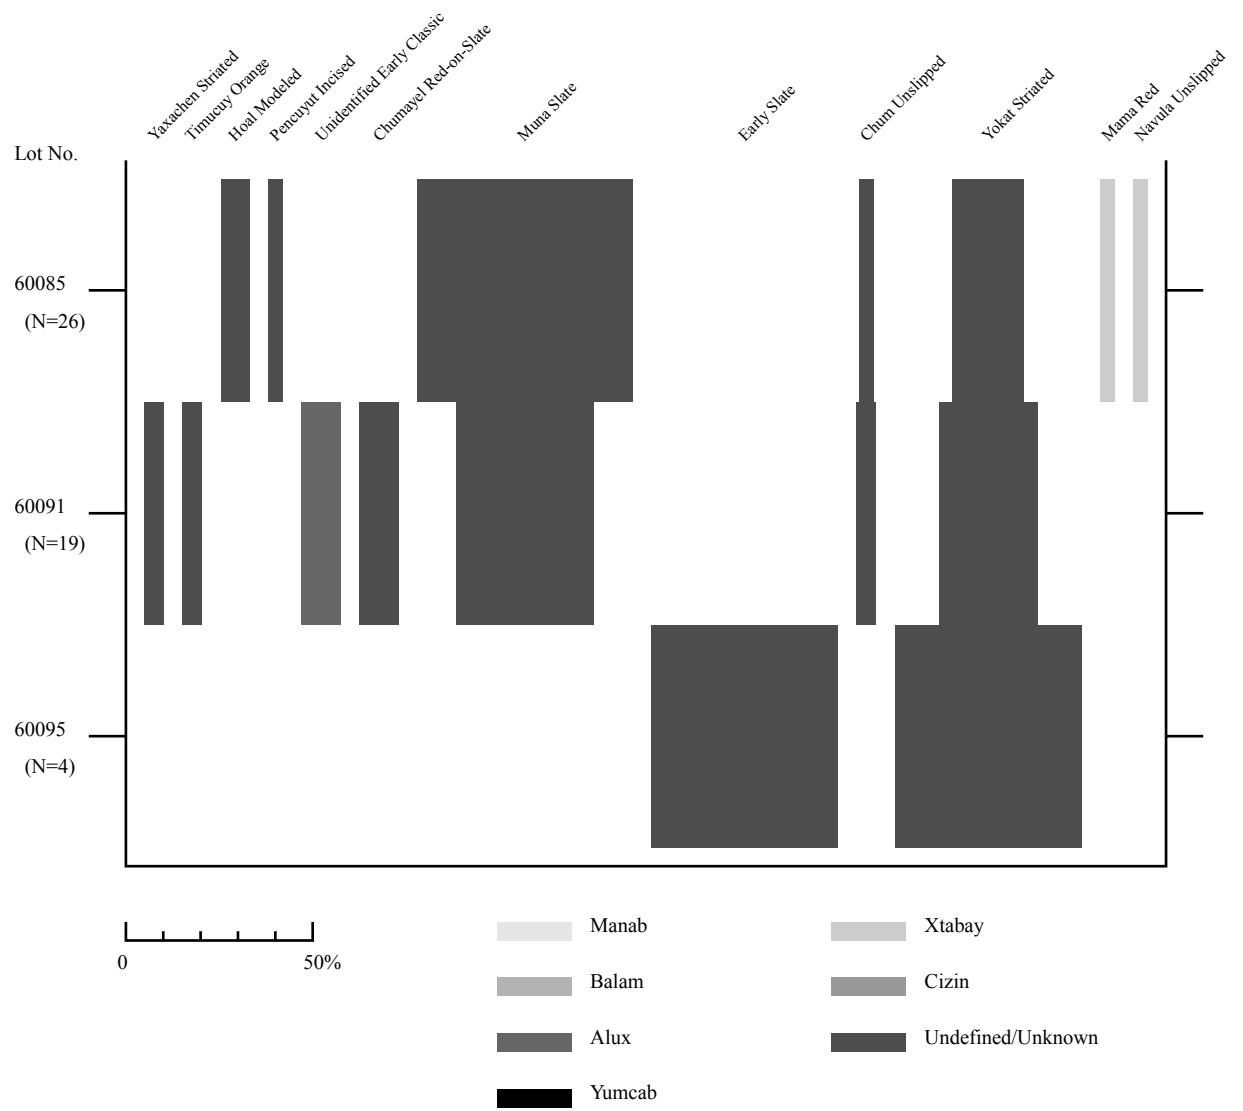 Yaxachen Striated
Timucuy Orange
Hoal Modeled
Pencuyut Incised
Unidentified Early Classic
Chumayel Red-on-Slate
Muna Slate
Early Slate
Chum Unslipped
Yokat Striated
Mama Red
Navula Unslipped
Lot No.
60085
(N=26)
60091
(N=19)
60095
(N=4)
0 50%
Manab
Xtabay
Balam
Cizin
Alux
Undefined/Unknown
Yumcab